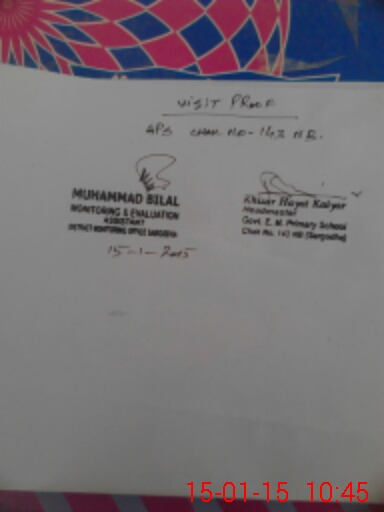 VISIT PROOF
APS CHAK NO- 143 NB.
MUHAMMAD BILAL
MONITORING & EVALUATION
ASSISTANT
DISTRICT MONITORING OFFICE SARGODHA
15-1-2015
Khizar Hayat Kalyar
Headmaster
Govt. E. M. Primary School
Chak No. 143 NB (Sargodha)
15-01-15 10:45